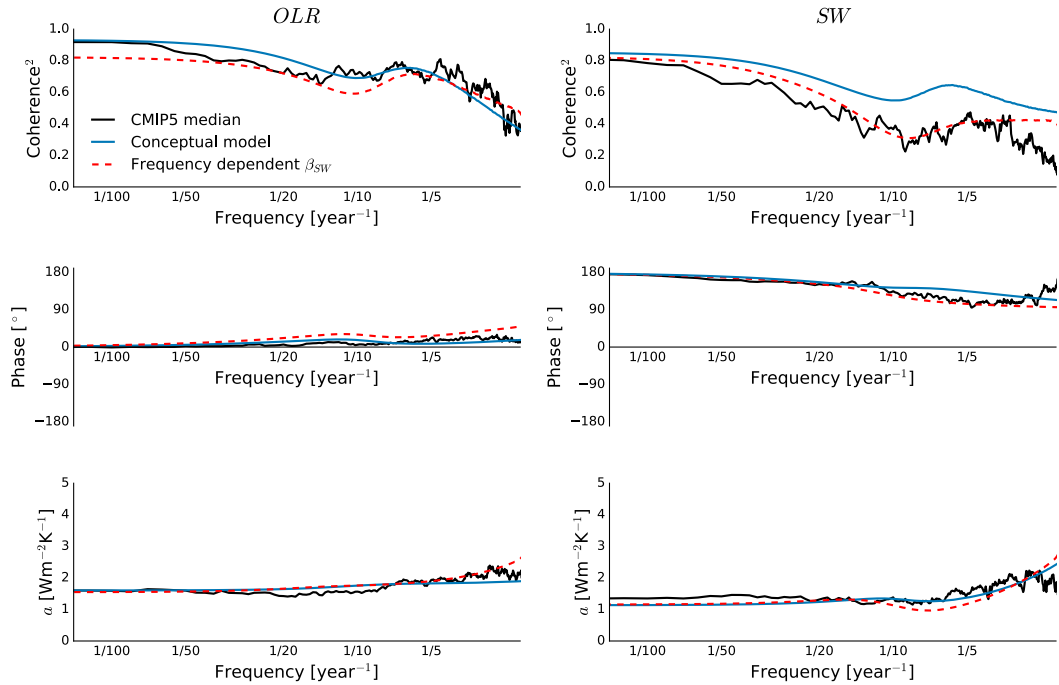 OLR
SW
1.0
0.8
0.6
0.4
0.2
0.0
Coherence²
CMIP5 median
Conceptual model
Frequency dependent β_SW
1/100 1/50 1/20 1/10 1/5
Frequency [year⁻¹]
1.0
0.8
0.6
0.4
0.2
0.0
Coherence²
1/100 1/50 1/20 1/10 1/5
Frequency [year⁻¹]
180
90
0
−90
−180
Phase [°]
1/100 1/50 1/20 1/10 1/5
Frequency [year⁻¹]
180
90
0
−90
−180
Phase [°]
1/100 1/50 1/20 1/10 1/5
Frequency [year⁻¹]
5
4
3
2
1
0
a [Wm⁻²K⁻¹]
1/100 1/50 1/20 1/10 1/5
Frequency [year⁻¹]
5
4
3
2
1
0
a [Wm⁻²K⁻¹]
1/100 1/50 1/20 1/10 1/5
Frequency [year⁻¹]